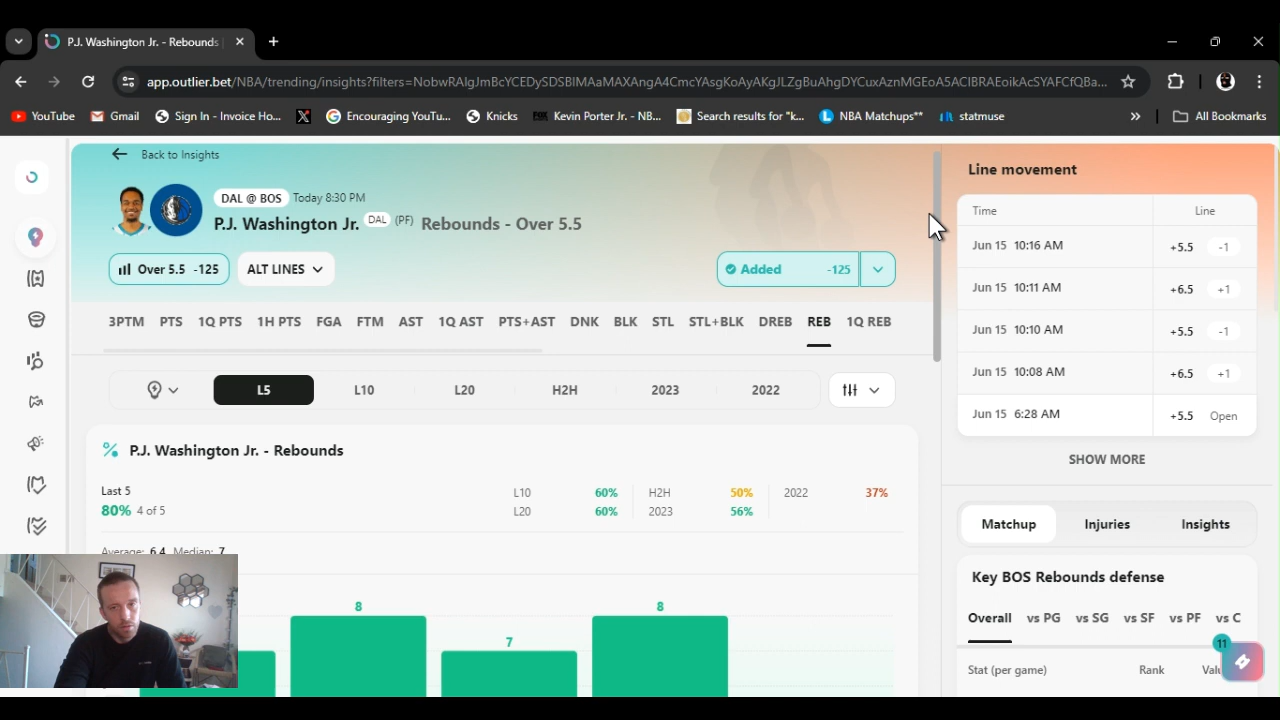 P.J. Washington Jr. - Rebounds
YouTube
Gmail
Sign In - Invoice Ho...
Encouraging YouTu...
Knicks
Kevin Porter Jr. - NB...
Search results for "k...
NBA Matchups**
statmuse
All Bookmarks
Back to Insights
DAL @ BOS Today 8:30 PM
P.J. Washington Jr. DAL (PF) Rebounds - Over 5.5
Over 5.5 -125
ALT LINES
Added -125
3PTM PTS 1Q PTS 1H PTS FGA FTM AST 1Q AST PTS+AST DNK BLK STL STL+BLK DREB REB 1Q REB
L5 L10 L20 H2H 2023 2022
P.J. Washington Jr. - Rebounds
Last 5
80% 4 of 5
L10 60% H2H 50% 2022 37%
L20 60% 2023 56%
Average: 6.4 Median: 7
8
7
8
Line movement
Time Line
Jun 15 10:16 AM +5.5 -1
Jun 15 10:11 AM +6.5 +1
Jun 15 10:10 AM +5.5 -1
Jun 15 10:08 AM +6.5 +1
Jun 15 6:28 AM +5.5 Open
SHOW MORE
Matchup Injuries Insights
Key BOS Rebounds defense
Overall vs PG vs SG vs SF vs PF vs C
11
Stat (per game) Rank